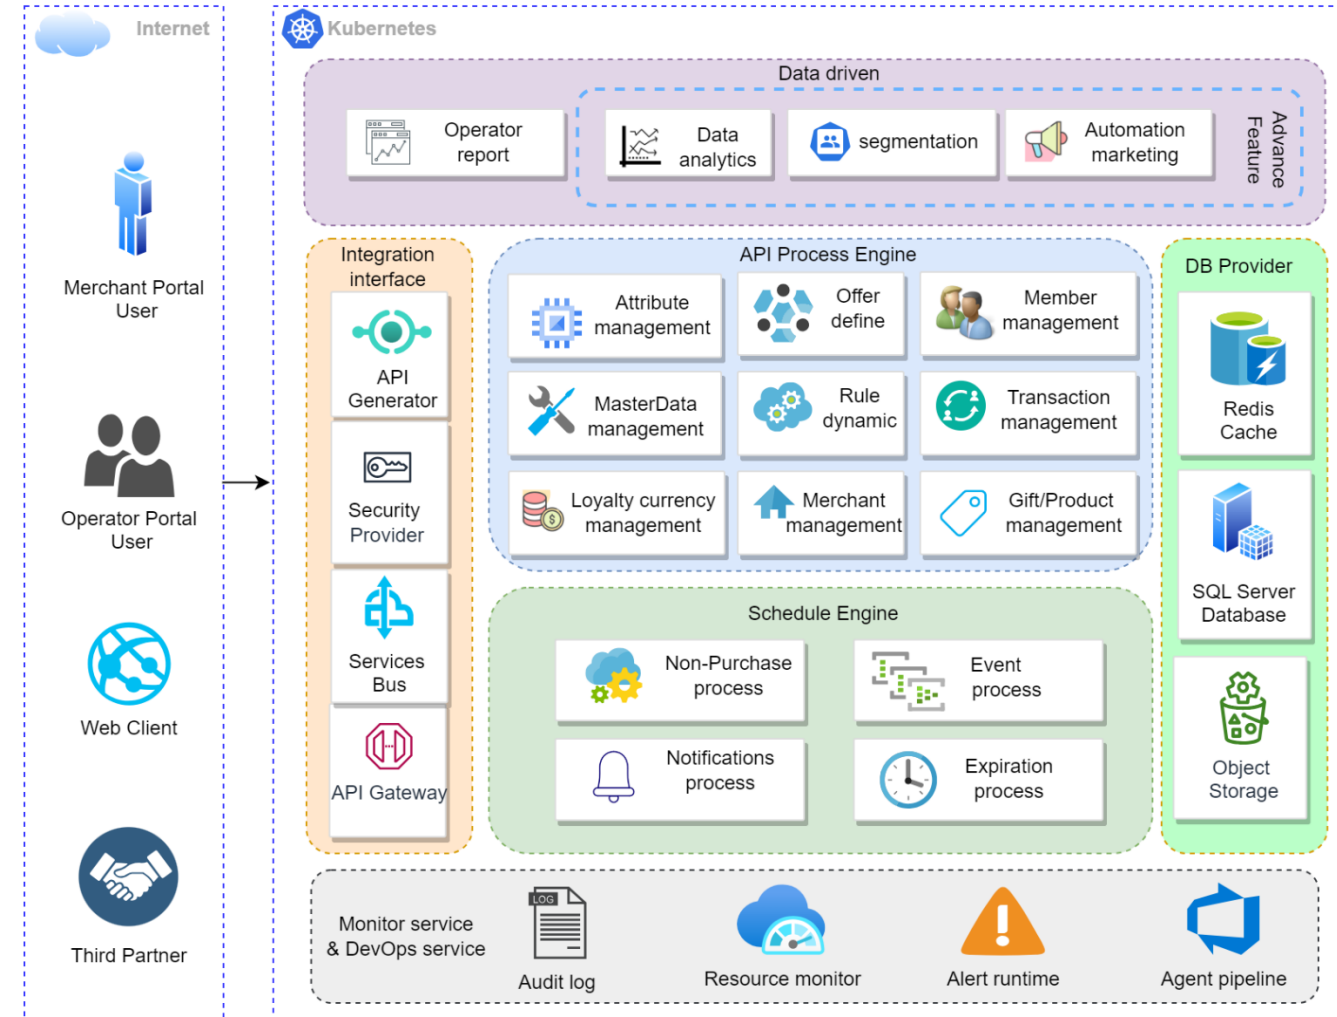 Internet
Kubernetes
Data driven
Operator
report
Data
analytics
segmentation
Automation
marketing
Advance
Feature
Merchant Portal
User
Operator Portal
User
Web Client
Third Partner
Integration
interface
API
Generator
Security
Provider
Services
Bus
API Gateway
API Process Engine
Attribute
management
Offer
define
Member
management
MasterData
management
Rule
dynamic
Transaction
management
Loyalty currency
management
Merchant
management
Gift/Product
management
Schedule Engine
Non-Purchase
process
Event
process
Notifications
process
Expiration
process
DB Provider
Redis
Cache
SQL Server
Database
Object
Storage
Monitor service
& DevOps service
LOG
Audit log
Resource monitor
Alert runtime
Agent pipeline